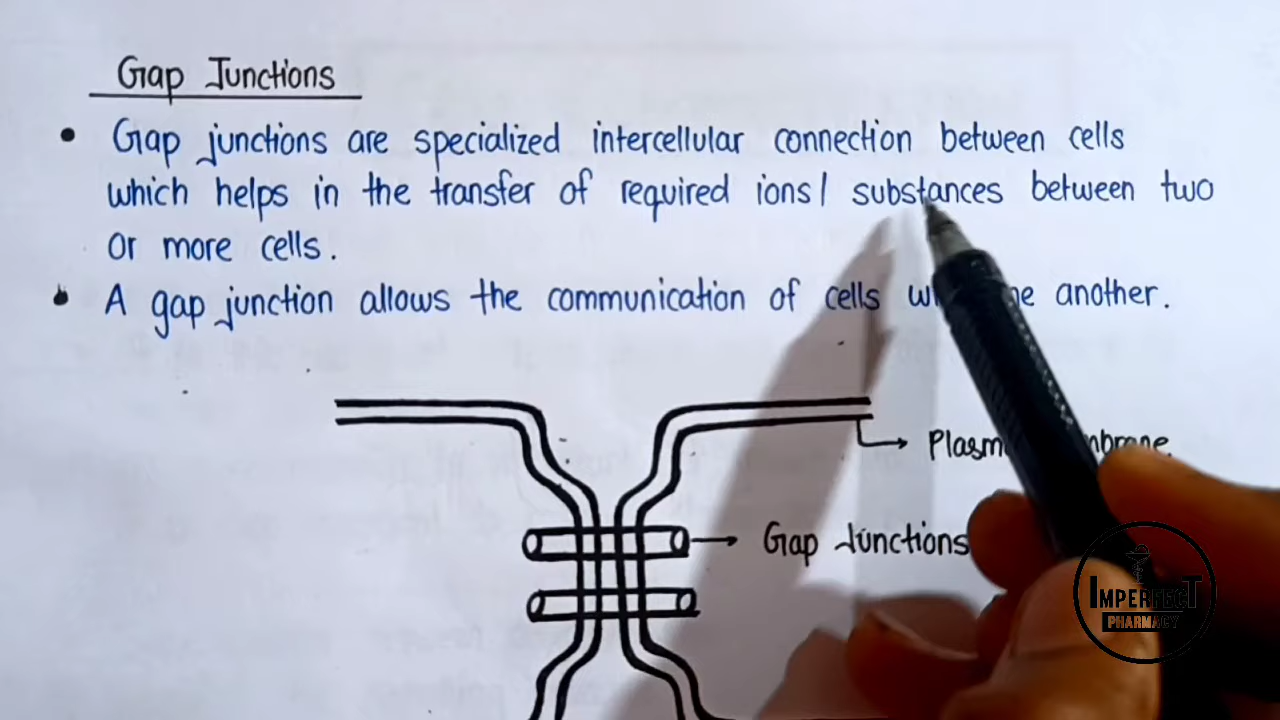 Gap Junctions
• Gap junctions are specialized intercellular connection between cells
which helps in the transfer of required ions/ substances between two
or more cells.
• A gap junction allows the communication of cells another.
Gap Junctions
IMPERFECT
PHARMACY